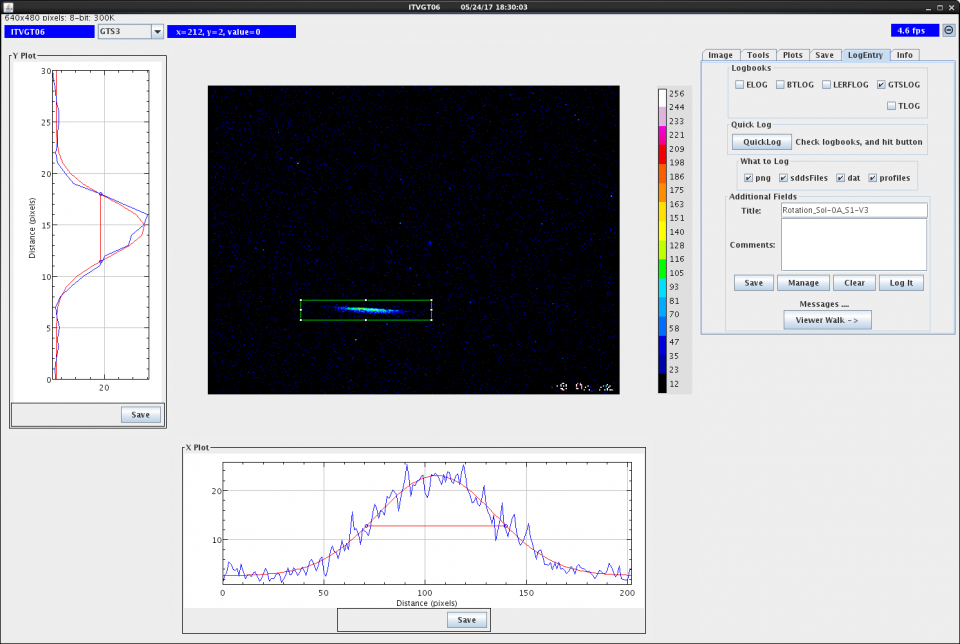 ITVGT06 05/24/17 18:30:03
640x480 pixels: 8-bit: 300K
ITVGT06 GTS3 x=212, y=2, value=0 4.6 fps
Y Plot
30
25
20
15
10
5
0
Distance (pixels)
20
Save
256
244
233
221
209
198
186
175
163
151
140
128
116
105
93
81
70
58
47
35
23
12
Image Tools Plots Save LogEntry Info
Logbooks
ELOG BTLOG LERFLOG GTSLOG
TLOG
Quick Log
QuickLog Check logbooks, and hit button
What to Log
png sddsFiles dat profiles
Additional Fields
Title: Rotation_Sol-0A_S1-V3
Comments:
Save Manage Clear Log It
Messages ....
Viewer Walk -->
X Plot
20
10
0 50 100 150 200
Distance (pixels)
Save